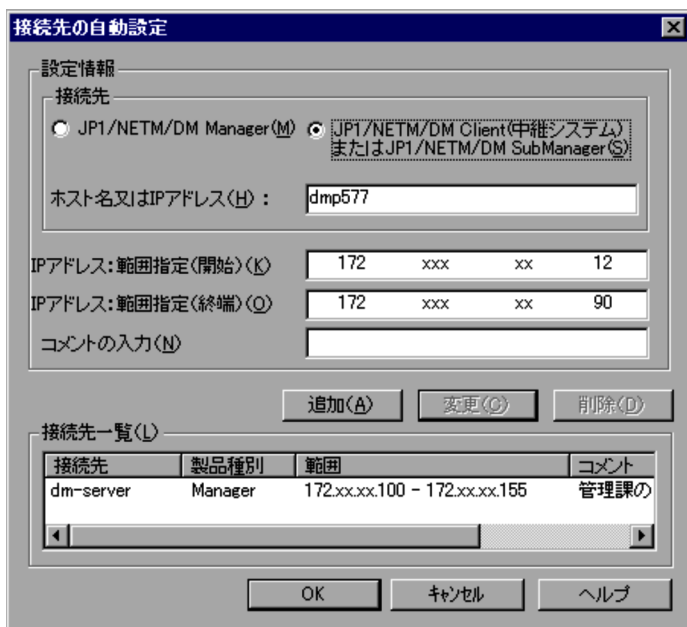 接続先の自動設定
設定情報
接続先
JP1/NETM/DM Manager(M)
JP1/NETM/DM Client(中継システム)
またはJP1/NETM/DM SubManager(S)
ホスト名又はIPアドレス(H) : dmp577
IPアドレス:範囲指定(開始)(K) 172 xxx xx 12
IPアドレス:範囲指定(終端)(O) 172 xxx xx 90
コメントの入力(N)
追加(A) 変更(C) 削除(D)
接続先一覧(L)
接続先 製品種別 範囲 コメント
dm-server Manager 172.xx.xx.100 - 172.xx.xx.155 管理課の
OK キャンセル ヘルプ